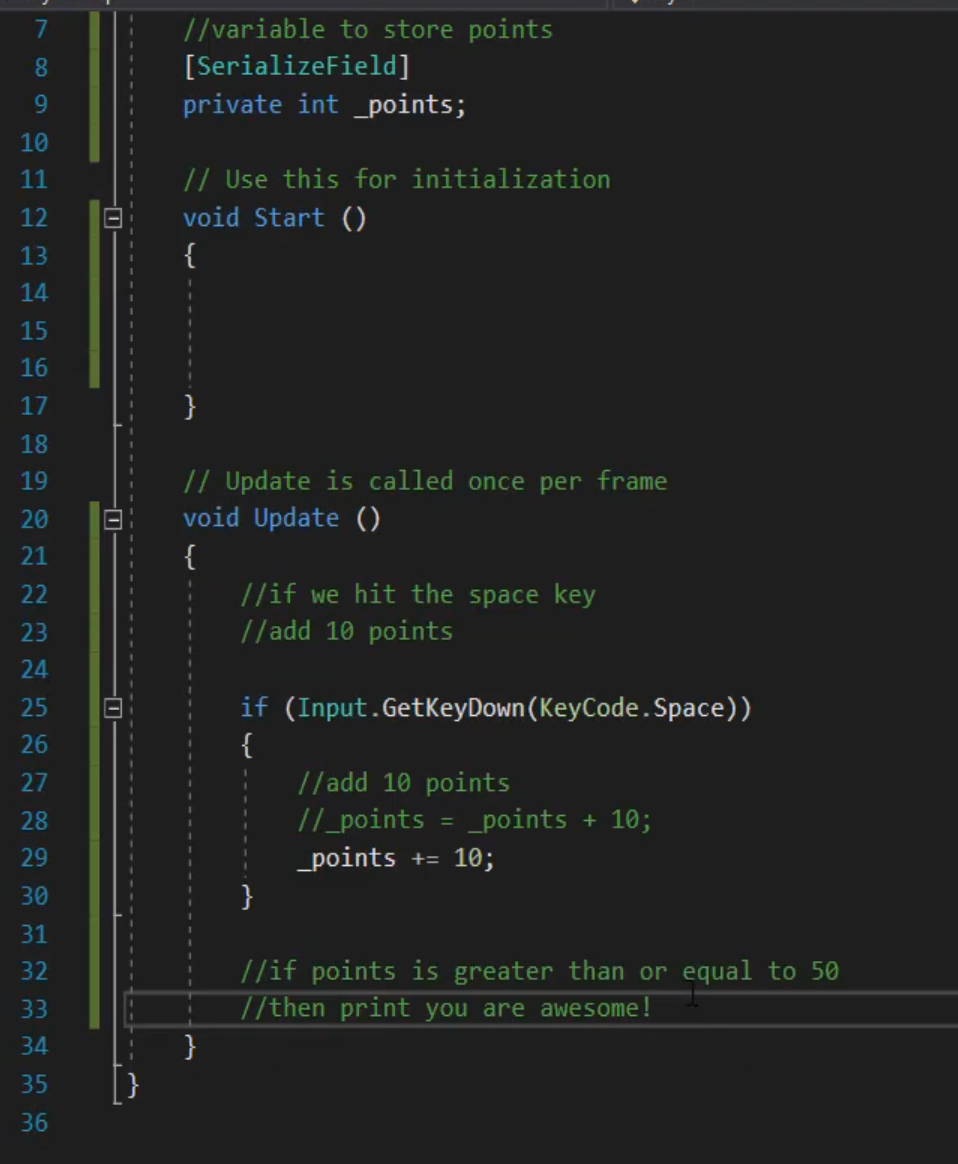 7 //variable to store points
8 [SerializeField]
9 private int _points;
10
11 // Use this for initialization
12 void Start ()
13 {
14
15
16
17 }
18
19 // Update is called once per frame
20 void Update ()
21 {
22 //if we hit the space key
23 //add 10 points
24
25 if (Input.GetKeyDown(KeyCode.Space))
26 {
27 //add 10 points
28 //_points = _points + 10;
29 _points += 10;
30 }
31
32 //if points is greater than or equal to 50
33 //then print you are awesome!
34 }
35 }
36